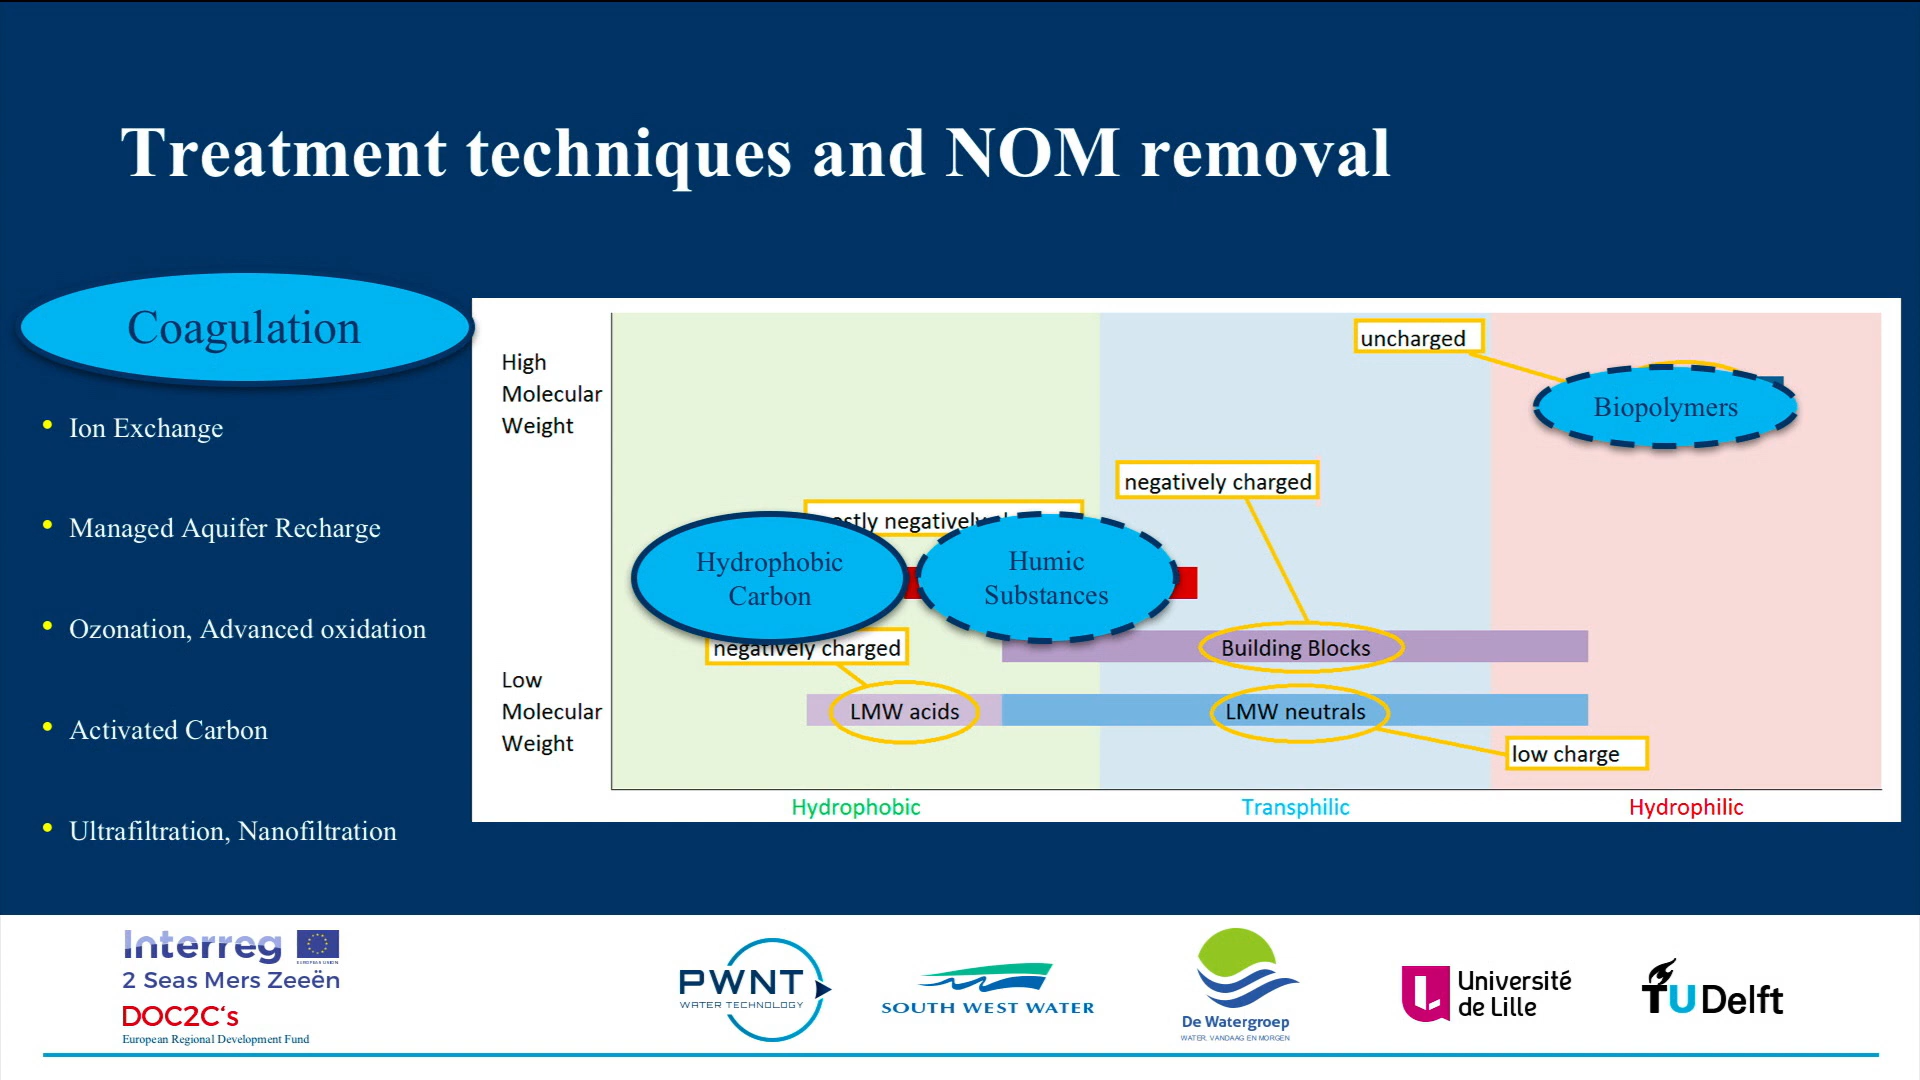 Treatment techniques and NOM removal
Coagulation
• Ion Exchange
• Managed Aquifer Recharge
• Ozonation, Advanced oxidation
• Activated Carbon
• Ultrafiltration, Nanofiltration
High
Molecular
Weight
uncharged
Biopolymers
negatively charged
negatively
Hydrophobic
Carbon
Humic
Substances
negatively charged
Building Blocks
Low
Molecular
Weight
LMW acids
LMW neutrals
low charge
Hydrophobic
Transphilic
Hydrophilic
Interreg
EUROPEAN UNION
2 Seas Mers Zeeën
DOC2C‘s
European Regional Development Fund
PWNT
WATER TECHNOLOGY
SOUTH WEST WATER
De Watergroep
WATER. VANDAAG EN MORGEN
Université
de Lille
TU Delft